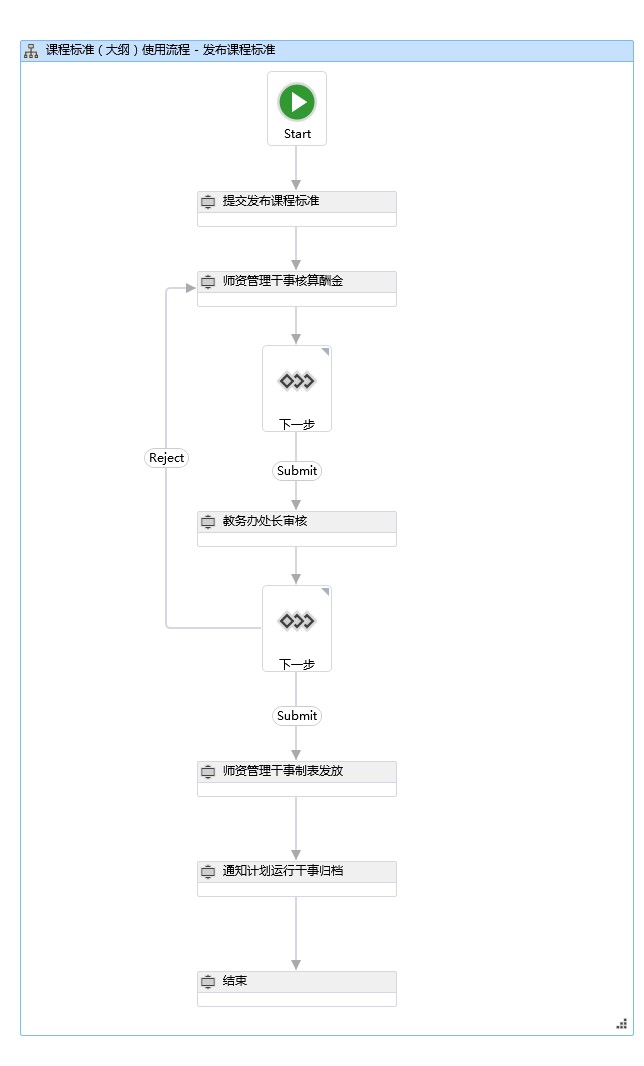 课程标准（大纲）使用流程 - 发布课程标准
Start
提交发布课程标准
师资管理干事核算酬金
下一步
Reject
Submit
教务办处长审核
下一步
Submit
师资管理干事制表发放
通知计划运行干事归档
结束